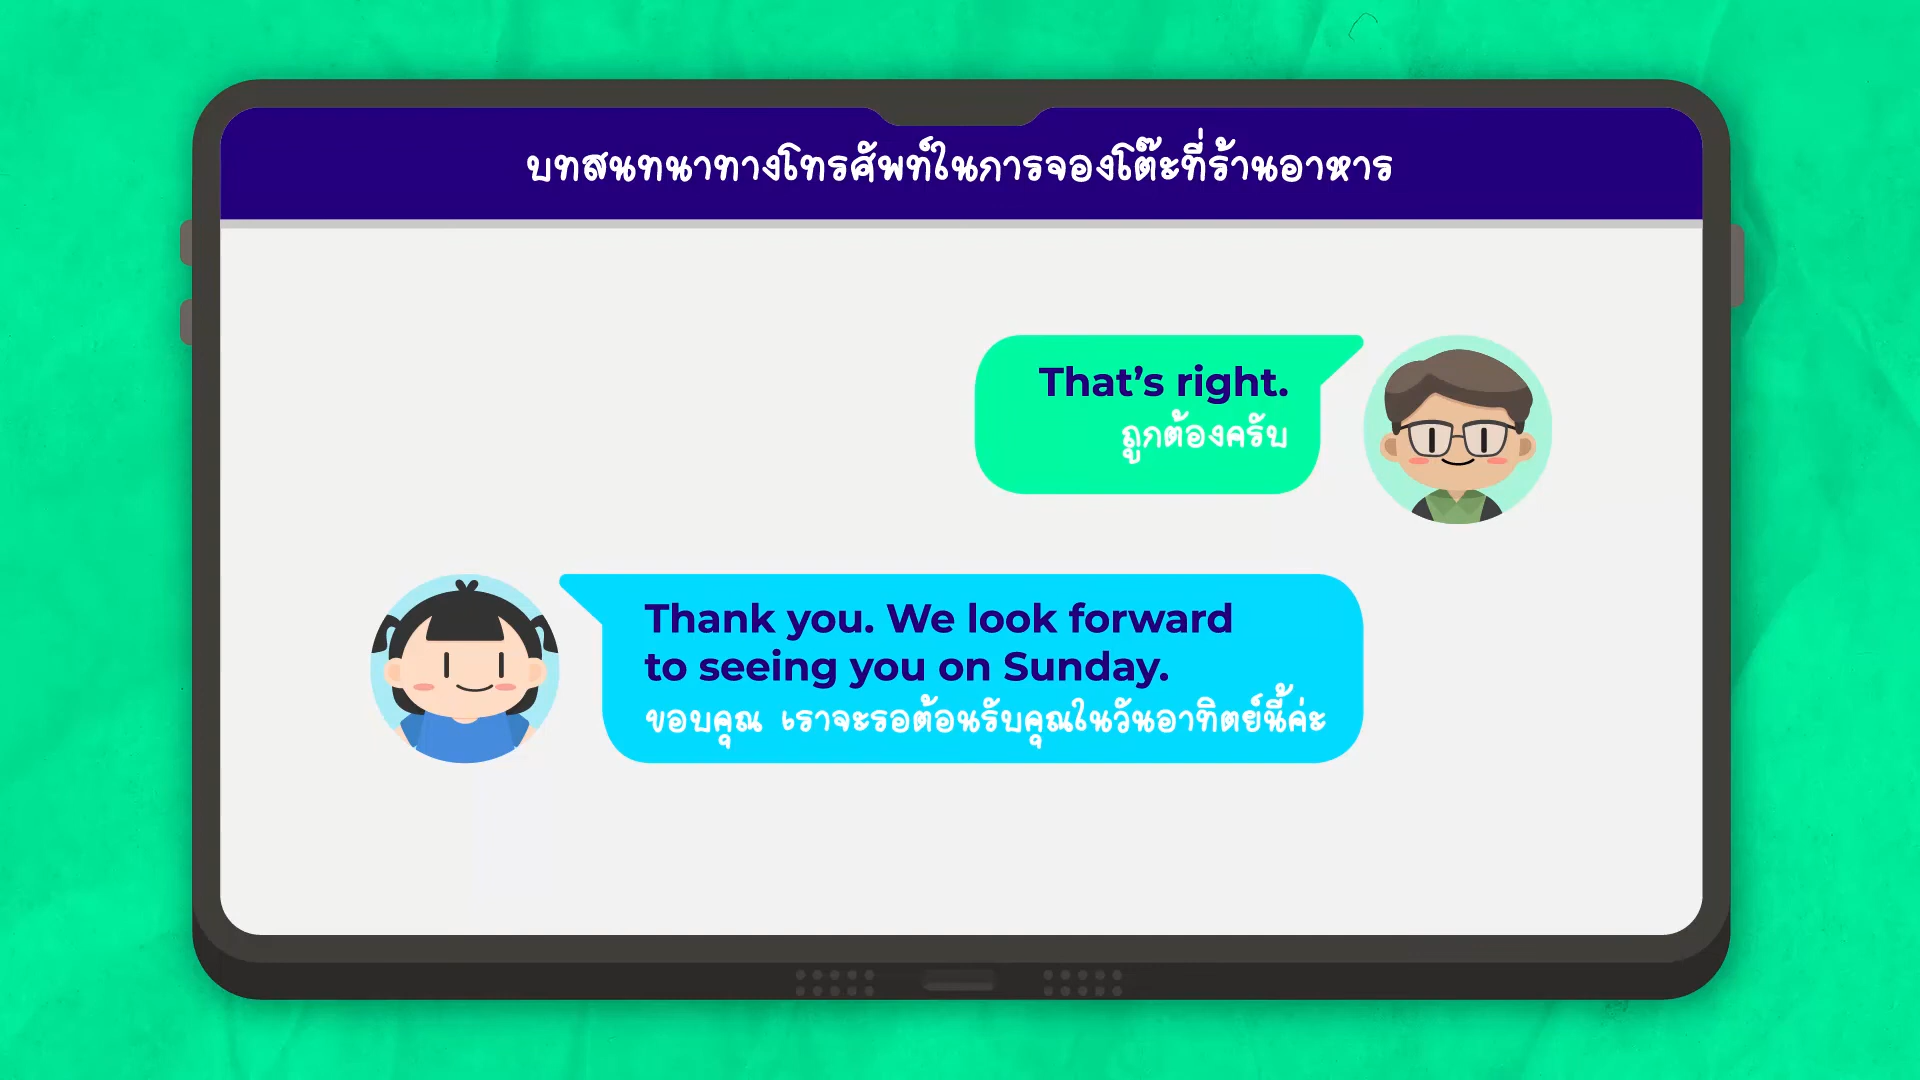 บทสนทนาทางโทรศัพท์ในการจองโต๊ะที่ร้านอาหาร
That's right.
ถูกต้องครับ
Thank you. We look forward
to seeing you on Sunday.
ขอบคุณ เราจะรอต้อนรับคุณในวันอาทิตย์นี้ค่ะ